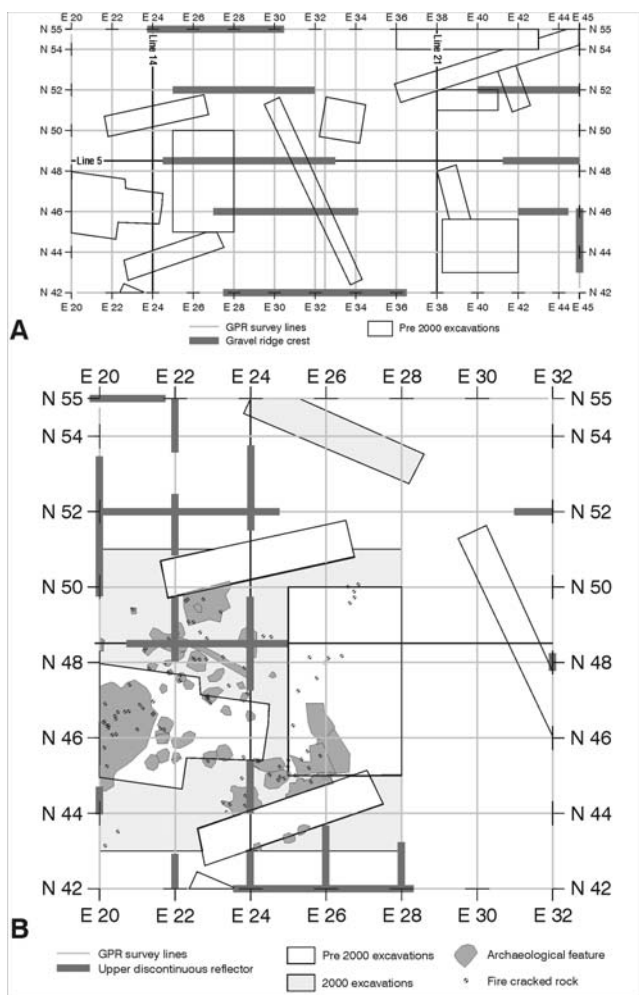 E 20 E 22 E 24 E 26 E 28 E 30 E 32 E 34 E 36 E 38 E 40 E 42 E 44 E 45
N 55 N 55
N 54 N 54
Line 14
Line 21
N 52 N 52
N 50 N 50
Line 5
N 48 N 48
N 46 N 46
N 44 N 44
N 42 N 42
E 20 E 22 E 24 E 26 E 28 E 30 E 32 E 34 E 36 E 38 E 40 E 42 E 44 E 45
A
GPR survey lines
Gravel ridge crest
Pre 2000 excavations
E 20 E 22 E 24 E 26 E 28 E 30 E 32
N 55 N 55
N 54 N 54
N 52 N 52
N 50 N 50
N 48 N 48
N 46 N 46
N 44 N 44
N 42 N 42
E 20 E 22 E 24 E 26 E 28 E 30 E 32
B
GPR survey lines
Upper discontinuous reflector
Pre 2000 excavations
2000 excavations
Archaeological feature
Fire cracked rock